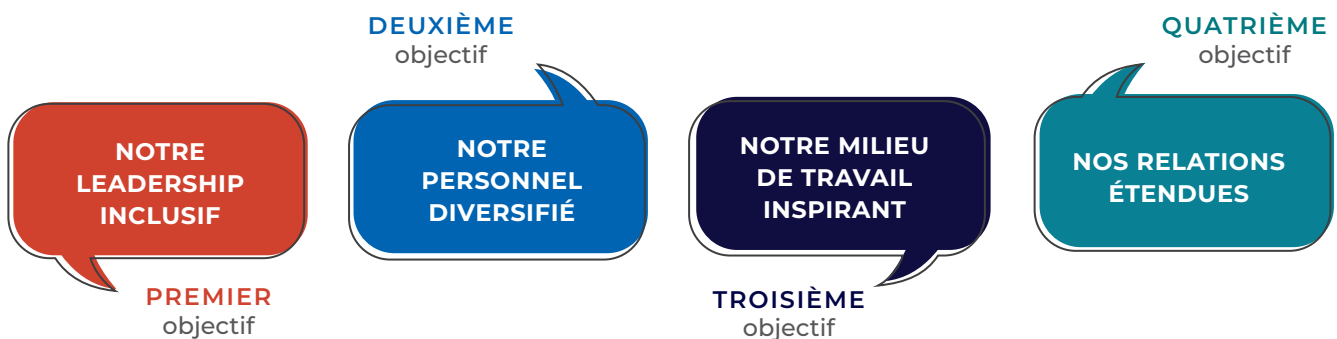 NOTRE
LEADERSHIP
INCLUSIF
PREMIER
objectif
DEUXIÈME
objectif
NOTRE
PERSONNEL
DIVERSIFIÉ
NOTRE MILIEU
DE TRAVAIL
INSPIRANT
TROISIÈME
objectif
QUATRIÈME
objectif
NOS RELATIONS
ÉTENDUES